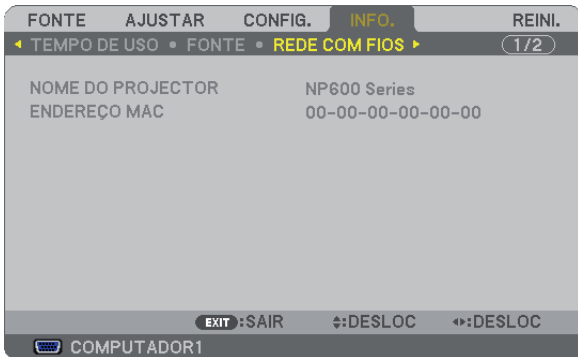 FONTE AJUSTAR CONFIG. INFO. REINI.
TEMPO DE USO • FONTE • REDE COM FIOS 1/2
NOME DO PROJECTOR NP600 Series
ENDEREÇO MAC 00-00-00-00-00-00
EXIT :SAIR :DESLOC :DESLOC
COMPUTADOR1